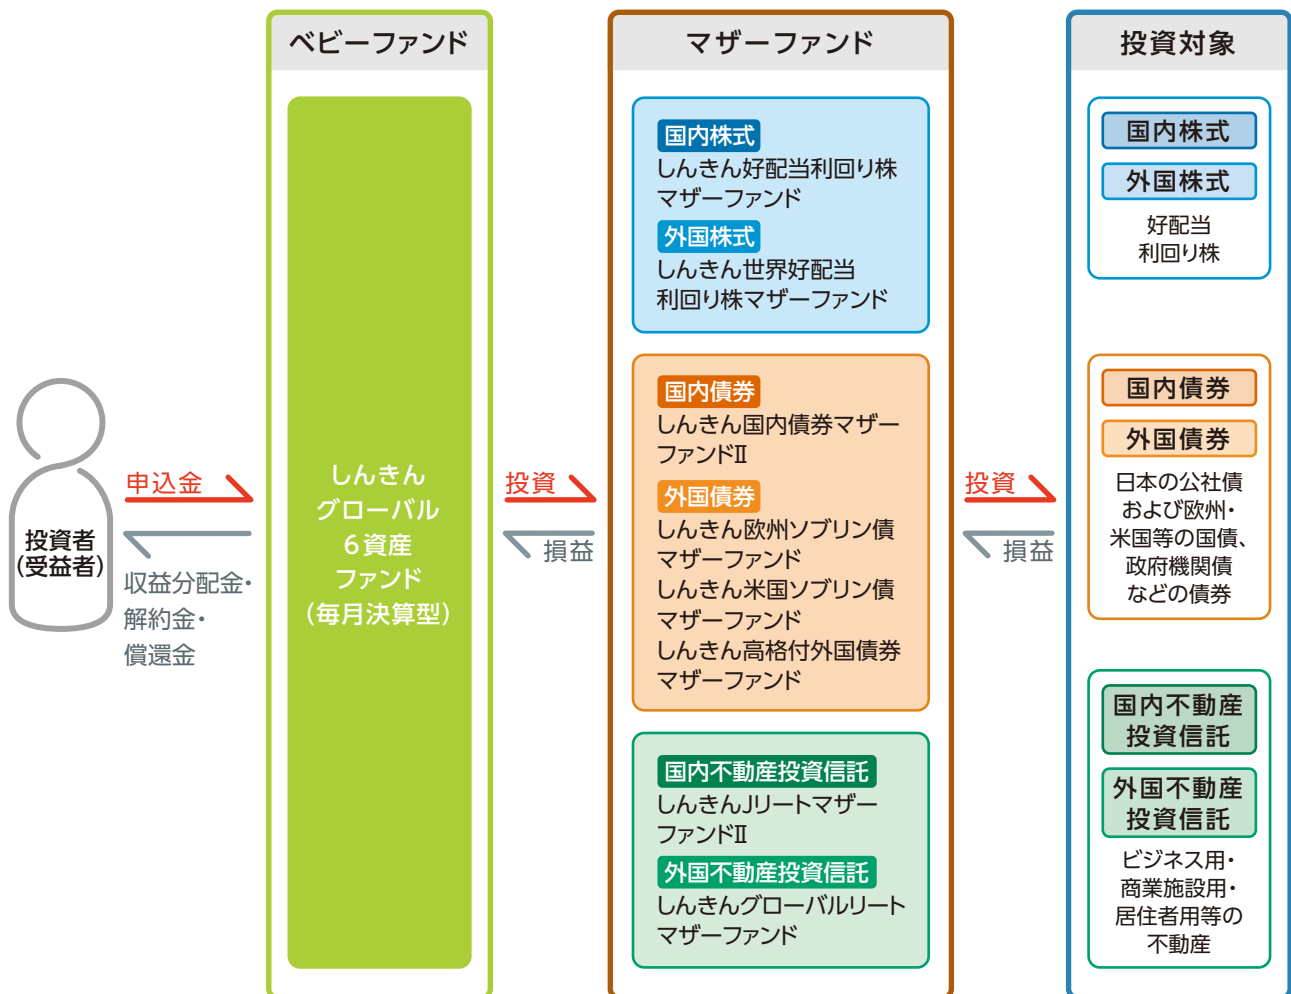 ベビーファンド
マザーファンド
投資対象
投資者
(受益者)
申込金
収益分配金・
解約金・
償還金
しんきん
グローバル
6資産
ファンド
(毎月決算型)
投資
損益
国内株式
しんきん好配当利回り株
マザーファンド
外国株式
しんきん世界好配当
利回り株マザーファンド
国内債券
しんきん国内債券マザー
ファンドⅡ
外国債券
しんきん欧州ソブリン債
マザーファンド
しんきん米国ソブリン債
マザーファンド
しんきん高格付外国債券
マザーファンド
国内不動産投資信託
しんきんJリートマザー
ファンドⅡ
外国不動産投資信託
しんきんグローバルリート
マザーファンド
投資
損益
国内株式
外国株式
好配当
利回り株
国内債券
外国債券
日本の公社債
および欧州・
米国等の国債、
政府機関債
などの債券
国内不動産
投資信託
外国不動産
投資信託
ビジネス用・
商業施設用・
居住者用等の
不動産